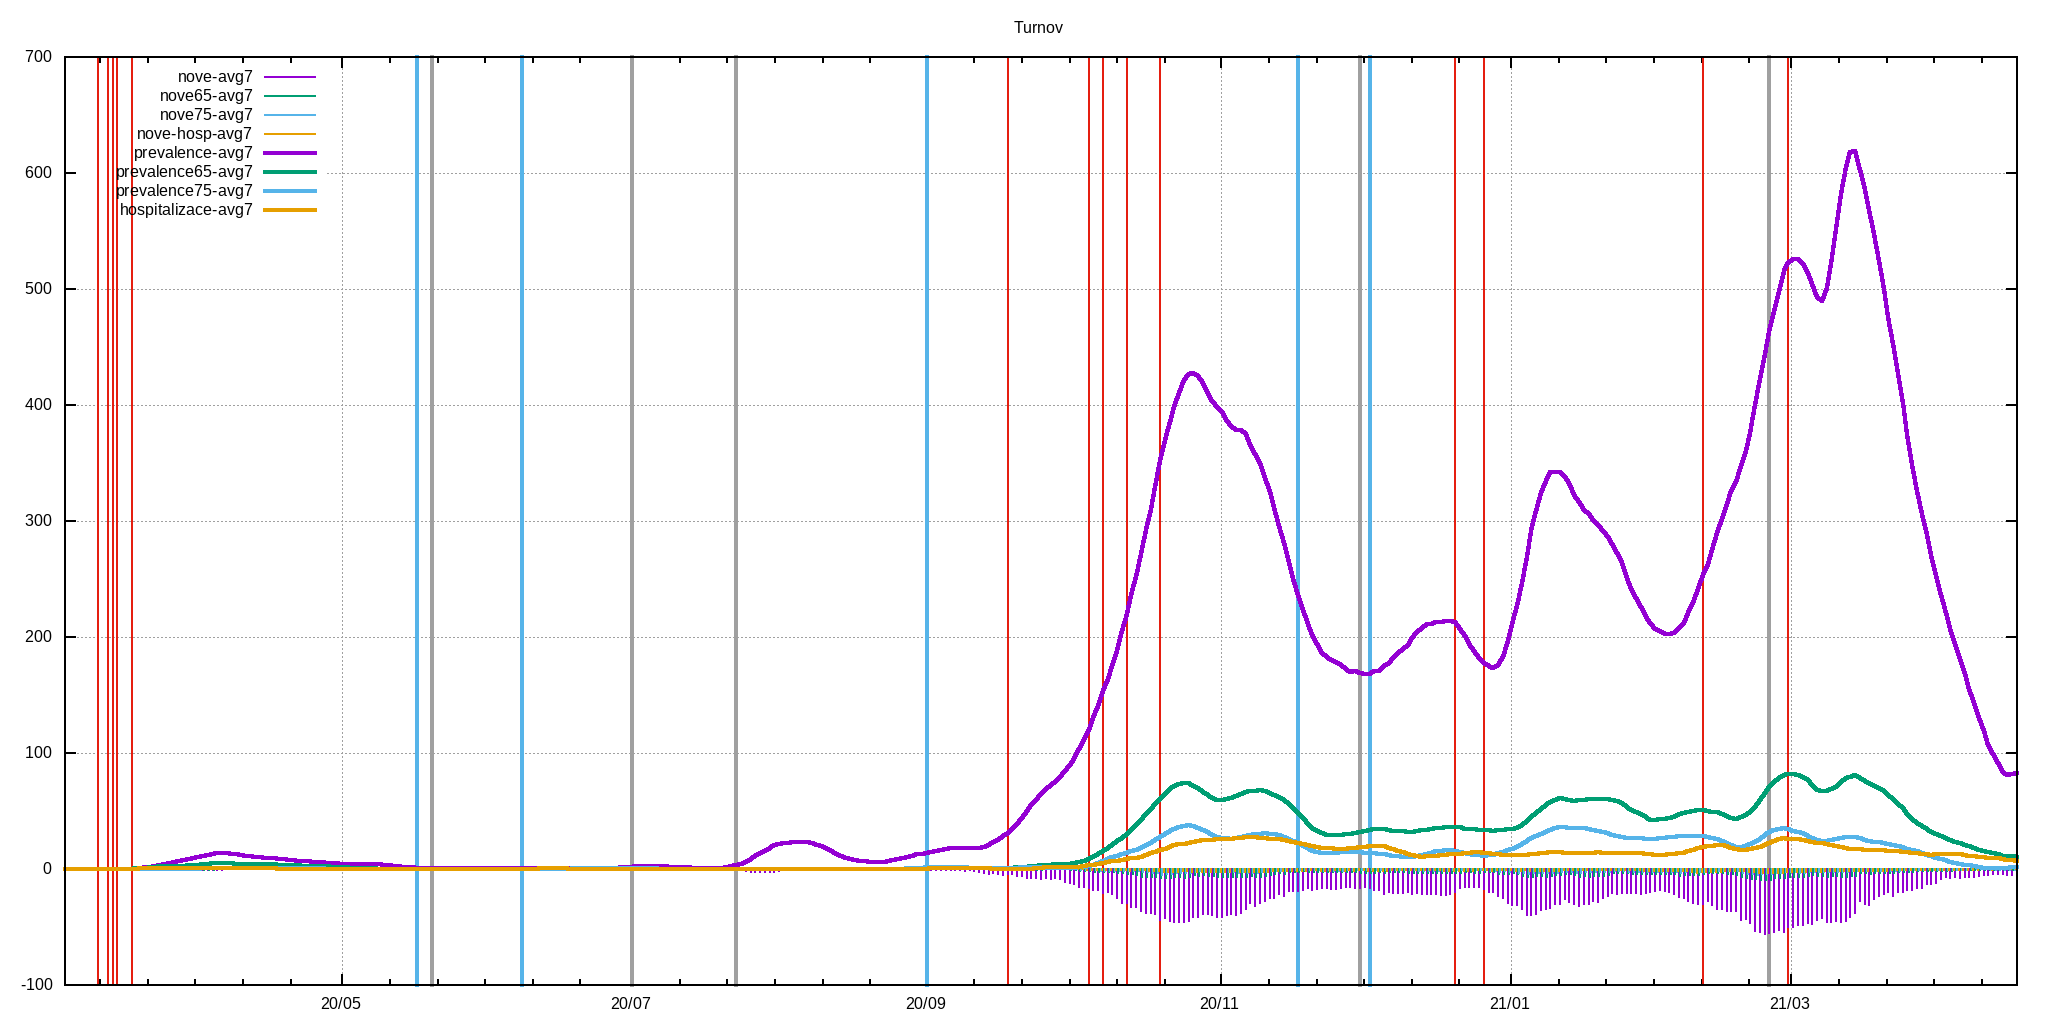 Turnov
700
600
500
400
300
200
100
0
-100
nove-avg7
nove65-avg7
nove75-avg7
nove-hosp-avg7
prevalence-avg7
prevalence65-avg7
prevalence75-avg7
hospitalizace-avg7
20/05 20/07 20/09 20/11 21/01 21/03